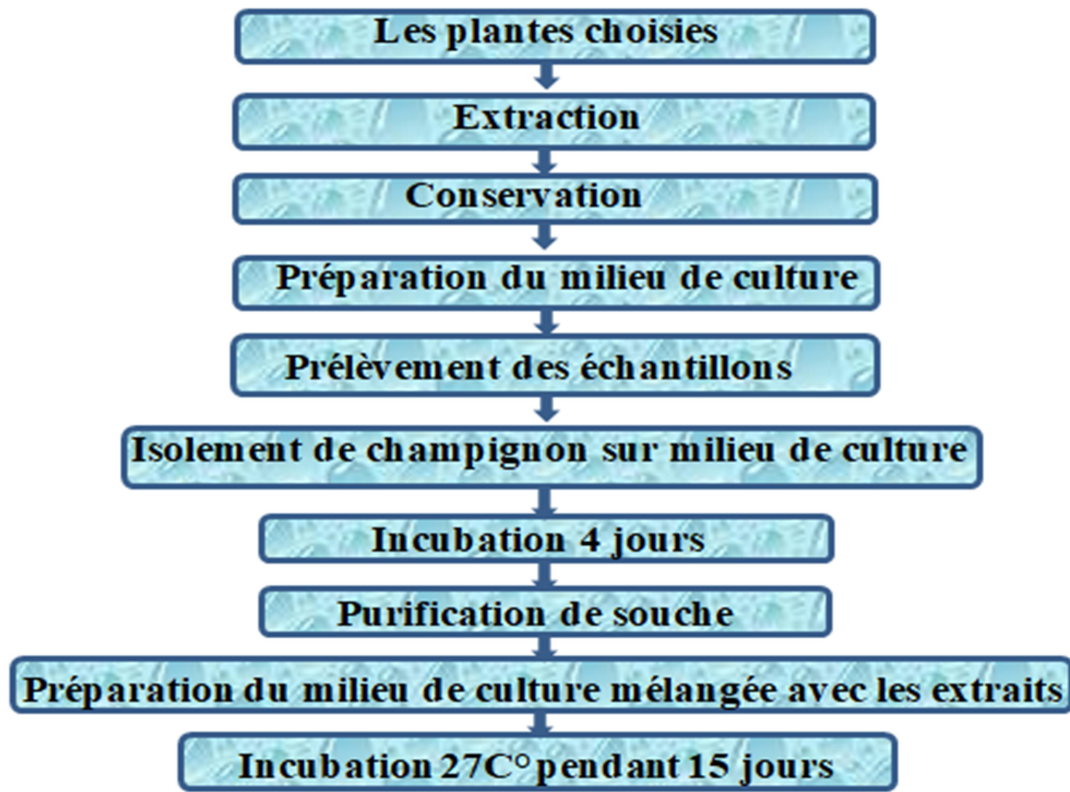 Les plantes choisies
Extraction
Conservation
Préparation du milieu de culture
Prélèvement des échantillons
Isolement de champignon sur milieu de culture
Incubation 4 jours
Purification de souche
Préparation du milieu de culture mélangée avec les extraits
Incubation 27C° pendant 15 jours